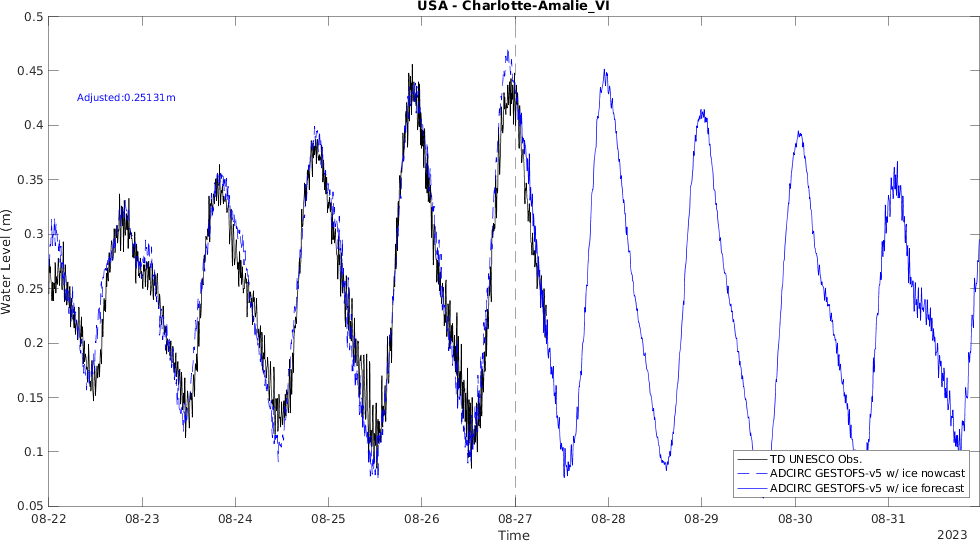 USA - Charlotte-Amalie_VI
0.5
0.45
0.4
0.35
0.3
0.25
0.2
0.15
0.1
0.05
Water Level (m)
Adjusted:0.25131m
TD UNESCO Obs.
ADCIRC GESTOFS-v5 w/ ice nowcast
ADCIRC GESTOFS-v5 w/ ice forecast
08-22 08-23 08-24 08-25 08-26 08-27 08-28 08-29 08-30 08-31
Time
2023